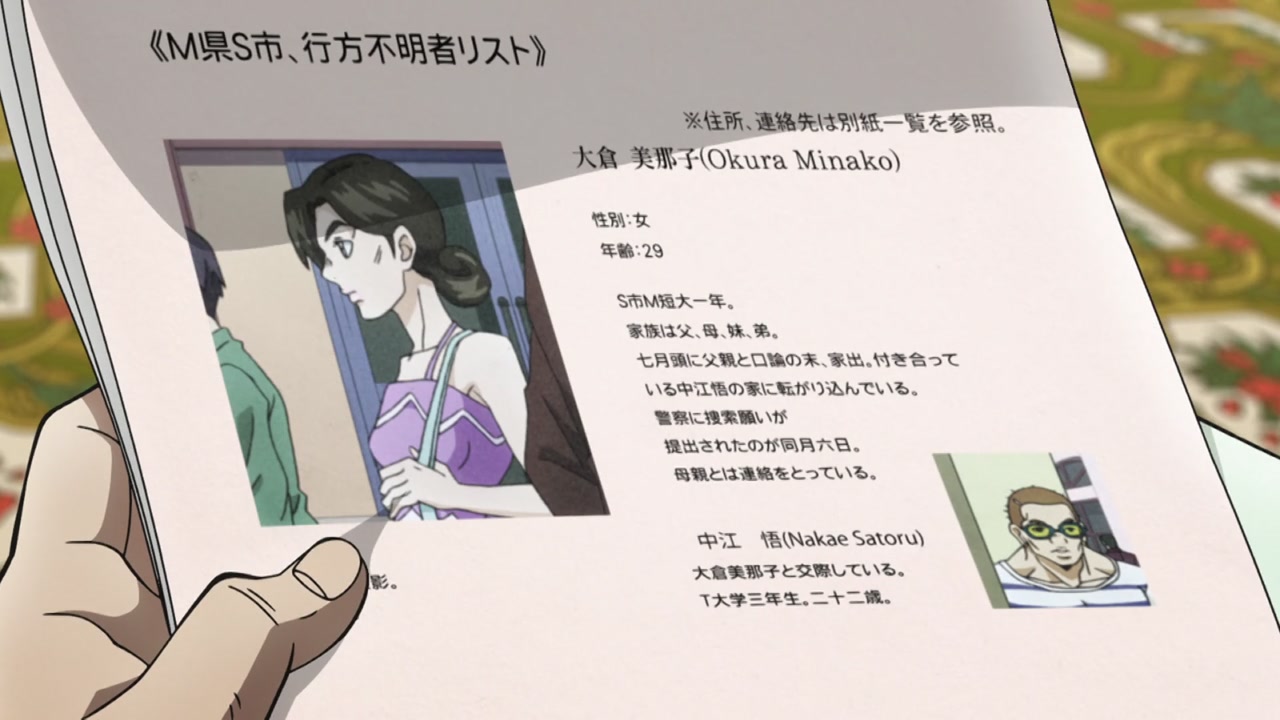 《M県S市、行方不明者リスト》
※住所、連絡先は別紙一覧を参照。
大倉 美那子(Okura Minako)
性別:女
年齢:29
S市M短大一年。
家族は父、母、妹、弟。
七月頭に父親と口論の末、家出。付き合って
いる中江悟の家に転がり込んでいる。
警察に捜索願いが
提出されたのが同月六日。
母親とは連絡をとっている。
中江 悟(Nakae Satoru)
大倉美那子と交際している。
T大学三年生。二十二歳。
影。